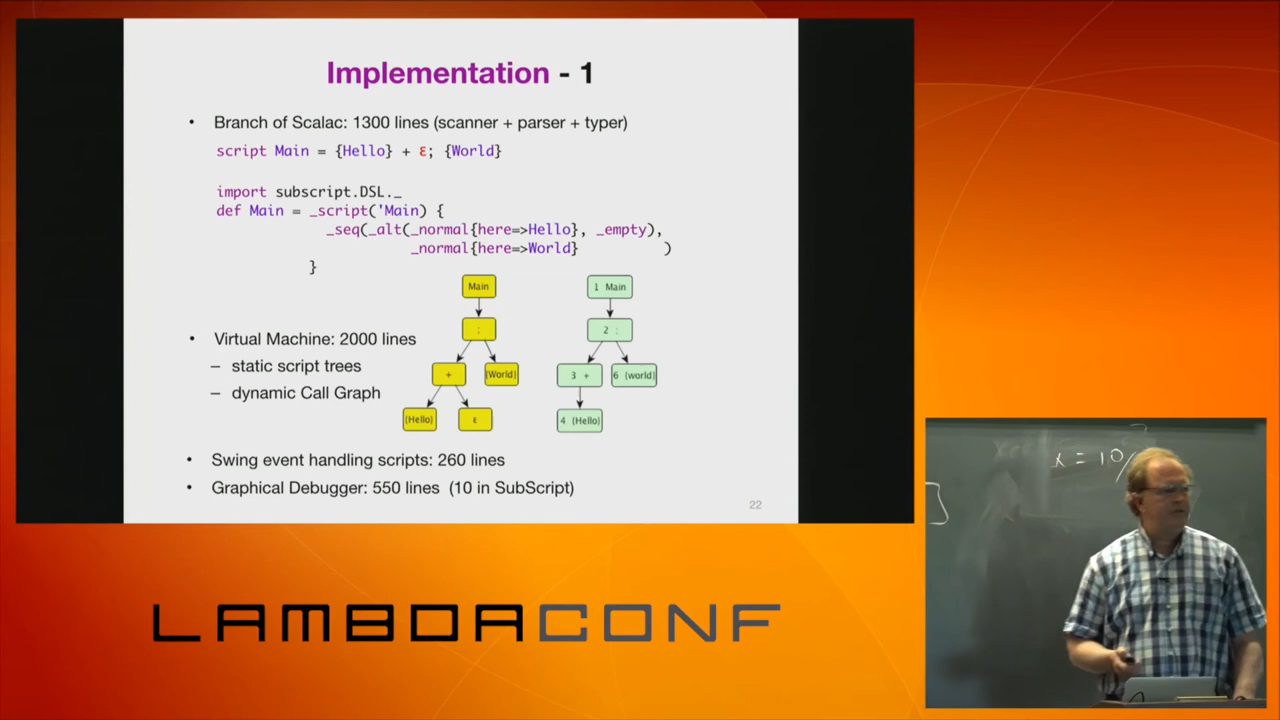 Implementation - 1
• Branch of Scalac: 1300 lines (scanner + parser + typer)
script Main = {Hello} + ε; {World}
import subscript.DSL._
def Main = _script('Main) {
_seq(_alt(_normal{here=>Hello}, _empty),
_normal{here=>World} )
}
• Virtual Machine: 2000 lines
– static script trees
– dynamic Call Graph
Main
;
+ {World}
{Hello} ε
1 Main
2 ;
3 + 6 {world}
4 {Hello}
• Swing event handling scripts: 260 lines
• Graphical Debugger: 550 lines (10 in SubScript)
22
x = 10/
LAMBDACONF